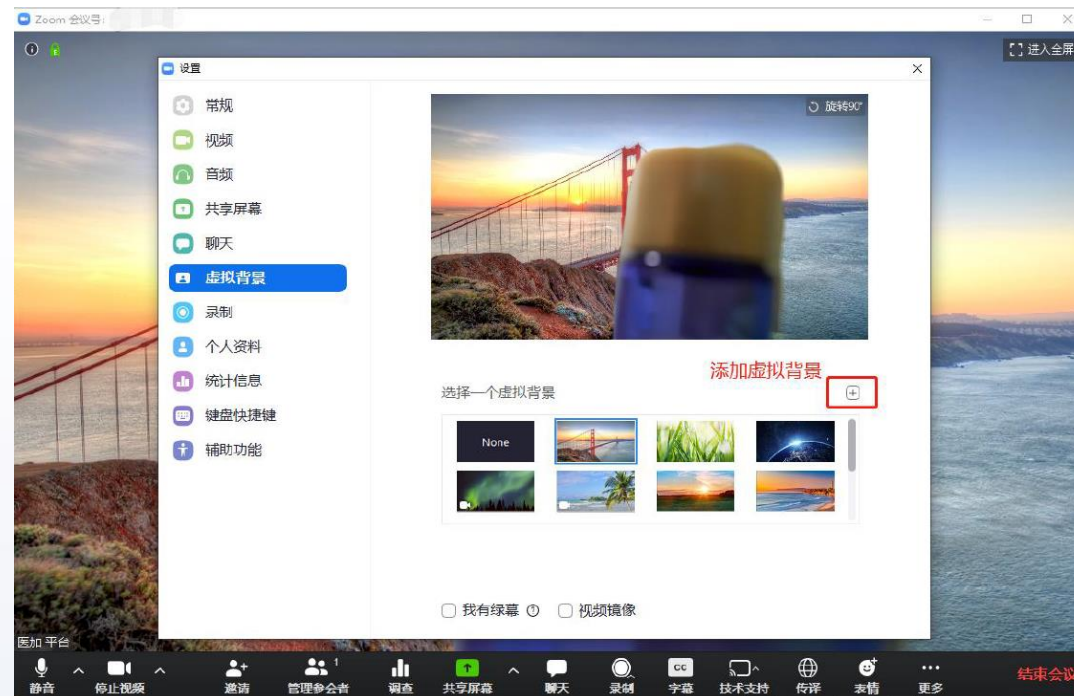 Zoom 会议号:
进入全屏
设置
常规
视频
音频
共享屏幕
聊天
虚拟背景
录制
个人资料
统计信息
键盘快捷键
辅助功能
旋转90°
添加虚拟背景
选择一个虚拟背景
None
我有绿幕
视频镜像
医加 平台
静音
停止视频
邀请
1
管理参会者
调查
共享屏幕
聊天
录制
CC
字幕
技术支持
传译
表情
更多
结束会议